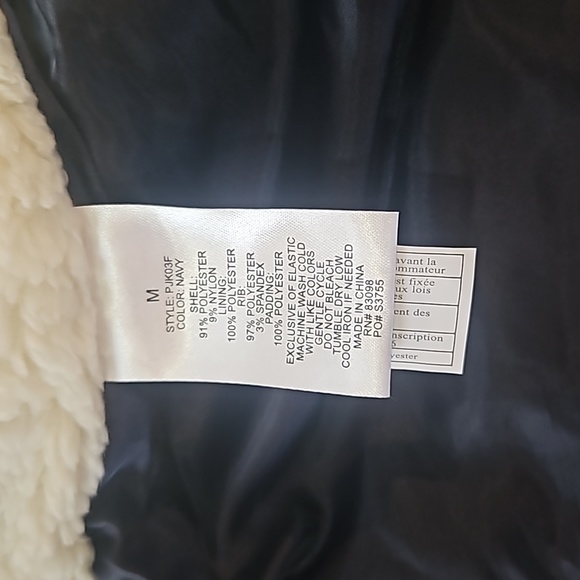 M
STYLE: PJK03F
COLOR: NAVY
SHELL:
91% POLYESTER
9% NYLON
LINING:
100% POLYESTER
RIB:
97% POLYESTER
3% SPANDEX
PADDING:
100% POLYESTER
EXCLUSIVE OF ELASTIC
MACHINE WASH COLD
WITH LIKE COLORS
GENTLE CYCLE
DO NOT BLEACH
TUMBLE DRY LOW
COOL IRON IF NEEDED
MADE IN CHINA
RN# 83098
PO# S3755
avant la
ommateur
st fixée
aux lois
es
ent des
nscription
6
yester